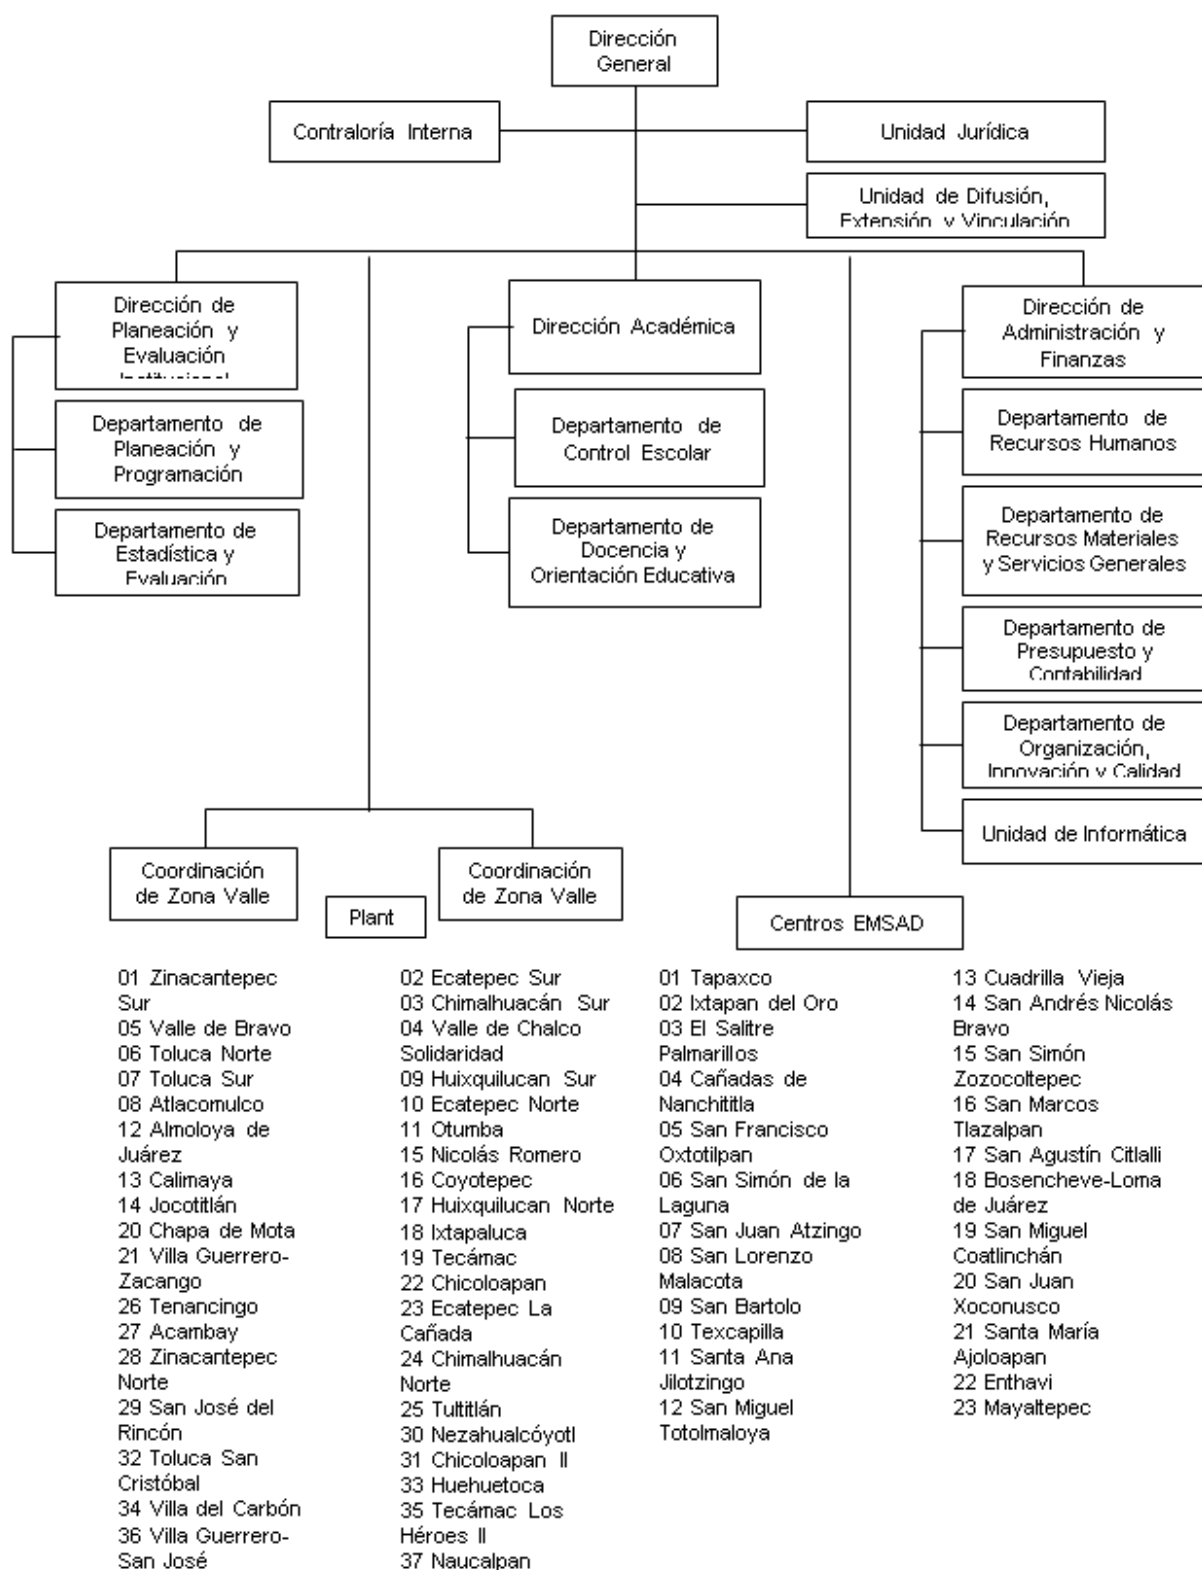 Dirección
General
Contraloría Interna
Unidad Jurídica
Unidad de Difusión,
Extensión y Vinculación
Dirección de
Planeación y
Evaluación
Institucional
Dirección Académica
Dirección de
Administración y
Finanzas
Departamento de
Planeación y
Programación
Departamento de
Control Escolar
Departamento de
Recursos Humanos
Departamento de
Estadística y
Evaluación
Departamento de
Docencia y
Orientación Educativa
Departamento de
Recursos Materiales
y Servicios Generales
Departamento de
Presupuesto y
Contabilidad
Departamento de
Organización,
Innovación y Calidad
Unidad de Informática
Coordinación
de Zona Valle
Coordinación
de Zona Valle
Plant
Centros EMSAD
01 Zinacantepec
Sur
05 Valle de Bravo
06 Toluca Norte
07 Toluca Sur
08 Atlacomulco
12 Almoloya de
Juárez
13 Calimaya
14 Jocotitlán
20 Chapa de Mota
21 Villa Guerrero-
Zacango
26 Tenancingo
27 Acambay
28 Zinacantepec
Norte
29 San José del
Rincón
32 Toluca San
Cristóbal
34 Villa del Carbón
36 Villa Guerrero-
San José
02 Ecatepec Sur
03 Chimalhuacán Sur
04 Valle de Chalco
Solidaridad
09 Huixquilucan Sur
10 Ecatepec Norte
11 Otumba
15 Nicolás Romero
16 Coyotepec
17 Huixquilucan Norte
18 Ixtapaluca
19 Tecámac
22 Chicoloapan
23 Ecatepec La
Cañada
24 Chimalhuacán
Norte
25 Tultitlán
30 Nezahualcóyotl
31 Chicoloapan II
33 Huehuetoca
35 Tecámac Los
Héroes II
37 Naucalpan
01 Tapaxco
02 Ixtapan del Oro
03 El Salitre
Palmarillos
04 Cañadas de
Nanchititla
05 San Francisco
Oxtotilpan
06 San Simón de la
Laguna
07 San Juan Atzingo
08 San Lorenzo
Malacota
09 San Bartolo
10 Texcapilla
11 Santa Ana
Jilotzingo
12 San Miguel
Totolmaloya
13 Cuadrilla Vieja
14 San Andrés Nicolás
Bravo
15 San Simón
Zozocoltepec
16 San Marcos
Tlazalpan
17 San Agustín Citlalli
18 Bosencheve-Loma
de Juárez
19 San Miguel
Coatlinchán
20 San Juan
Xoconusco
21 Santa María
Ajoloapan
22 Enthavi
23 Mayaltepec